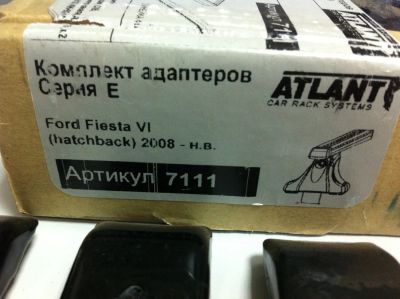 Комплект адаптеров
Серия Е
ATLANT
CAR RACK SYSTEMS
Ford Fiesta VI
(hatchback) 2008 - н.в.
Артикул 7111